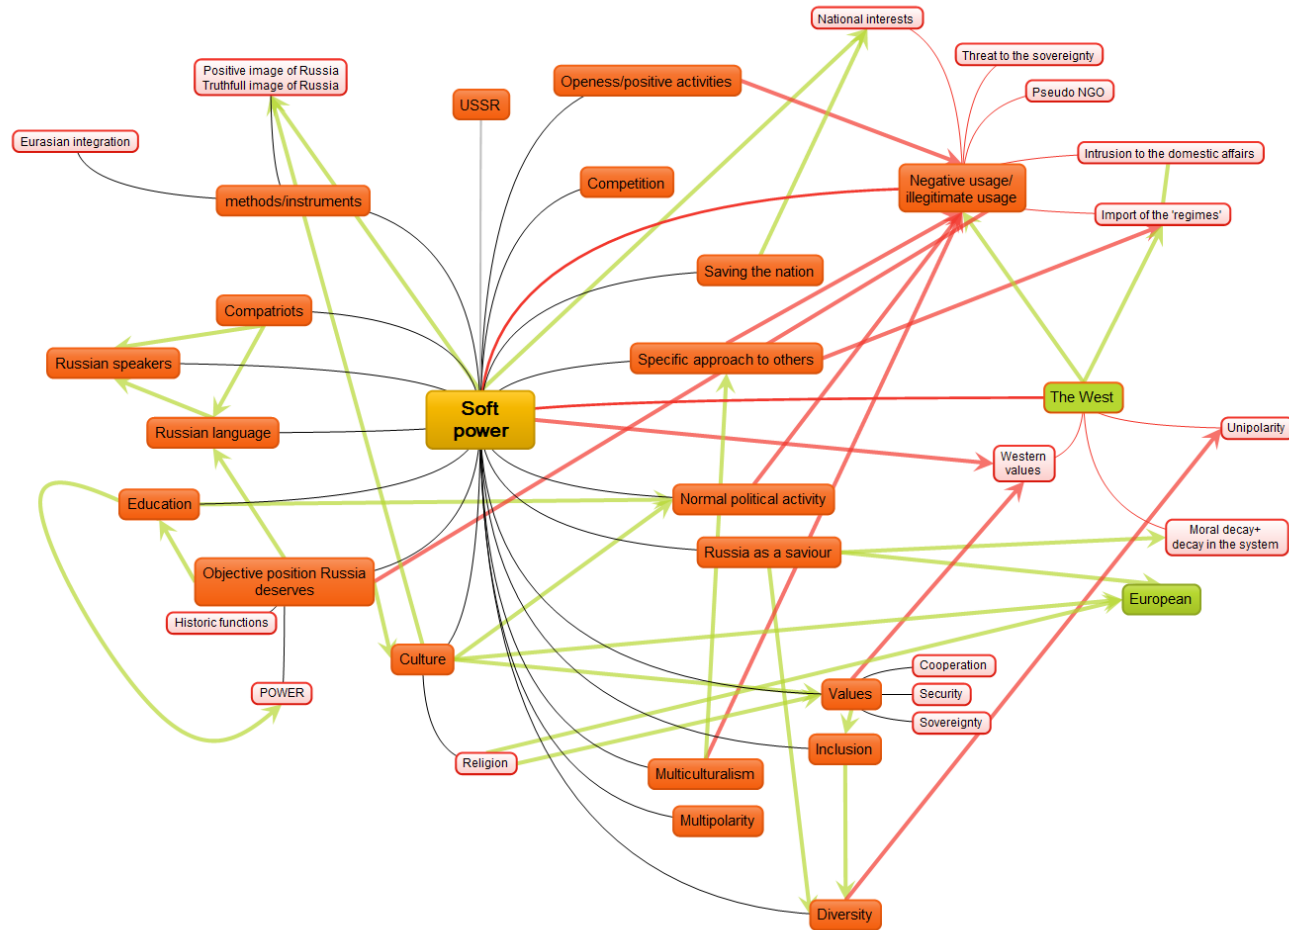 National interests
Threat to the sovereignty
Positive image of Russia
Truthfull image of Russia
Openess/positive activities
Pseudo NGO
USSR
Eurasian integration
Intrusion to the domestic affairs
Competition
Negative usage/
illegitimate usage
methods/instruments
Import of the 'regimes'
Saving the nation
Compatriots
Russian speakers
Specific approach to others
The West
Soft
power
Unipolarity
Russian language
Western
values
Education
Normal political activity
Moral decay+
decay in the system
Russia as a saviour
Objective position Russia
deserves
European
Historic functions
Culture
Cooperation
POWER
Values
Security
Sovereignty
Inclusion
Religion
Multiculturalism
Multipolarity
Diversity